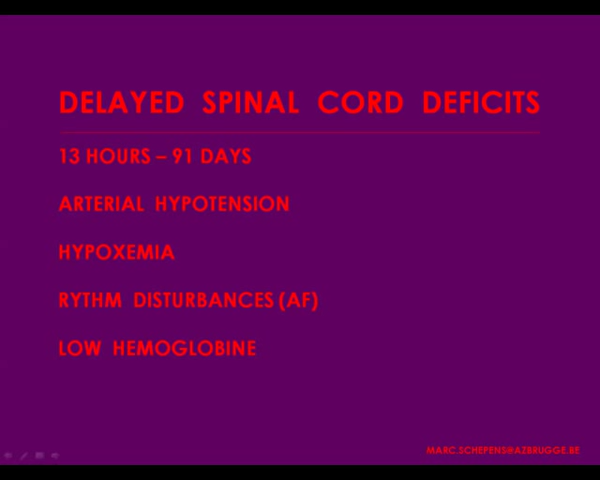 DELAYED SPINAL CORD DEFICITS
13 HOURS – 91 DAYS
ARTERIAL HYPOTENSION
HYPOXEMIA
RYTHM DISTURBANCES (AF)
LOW HEMOGLOBINE
MARC.SCHEPENS@AZBRUGGE.BE